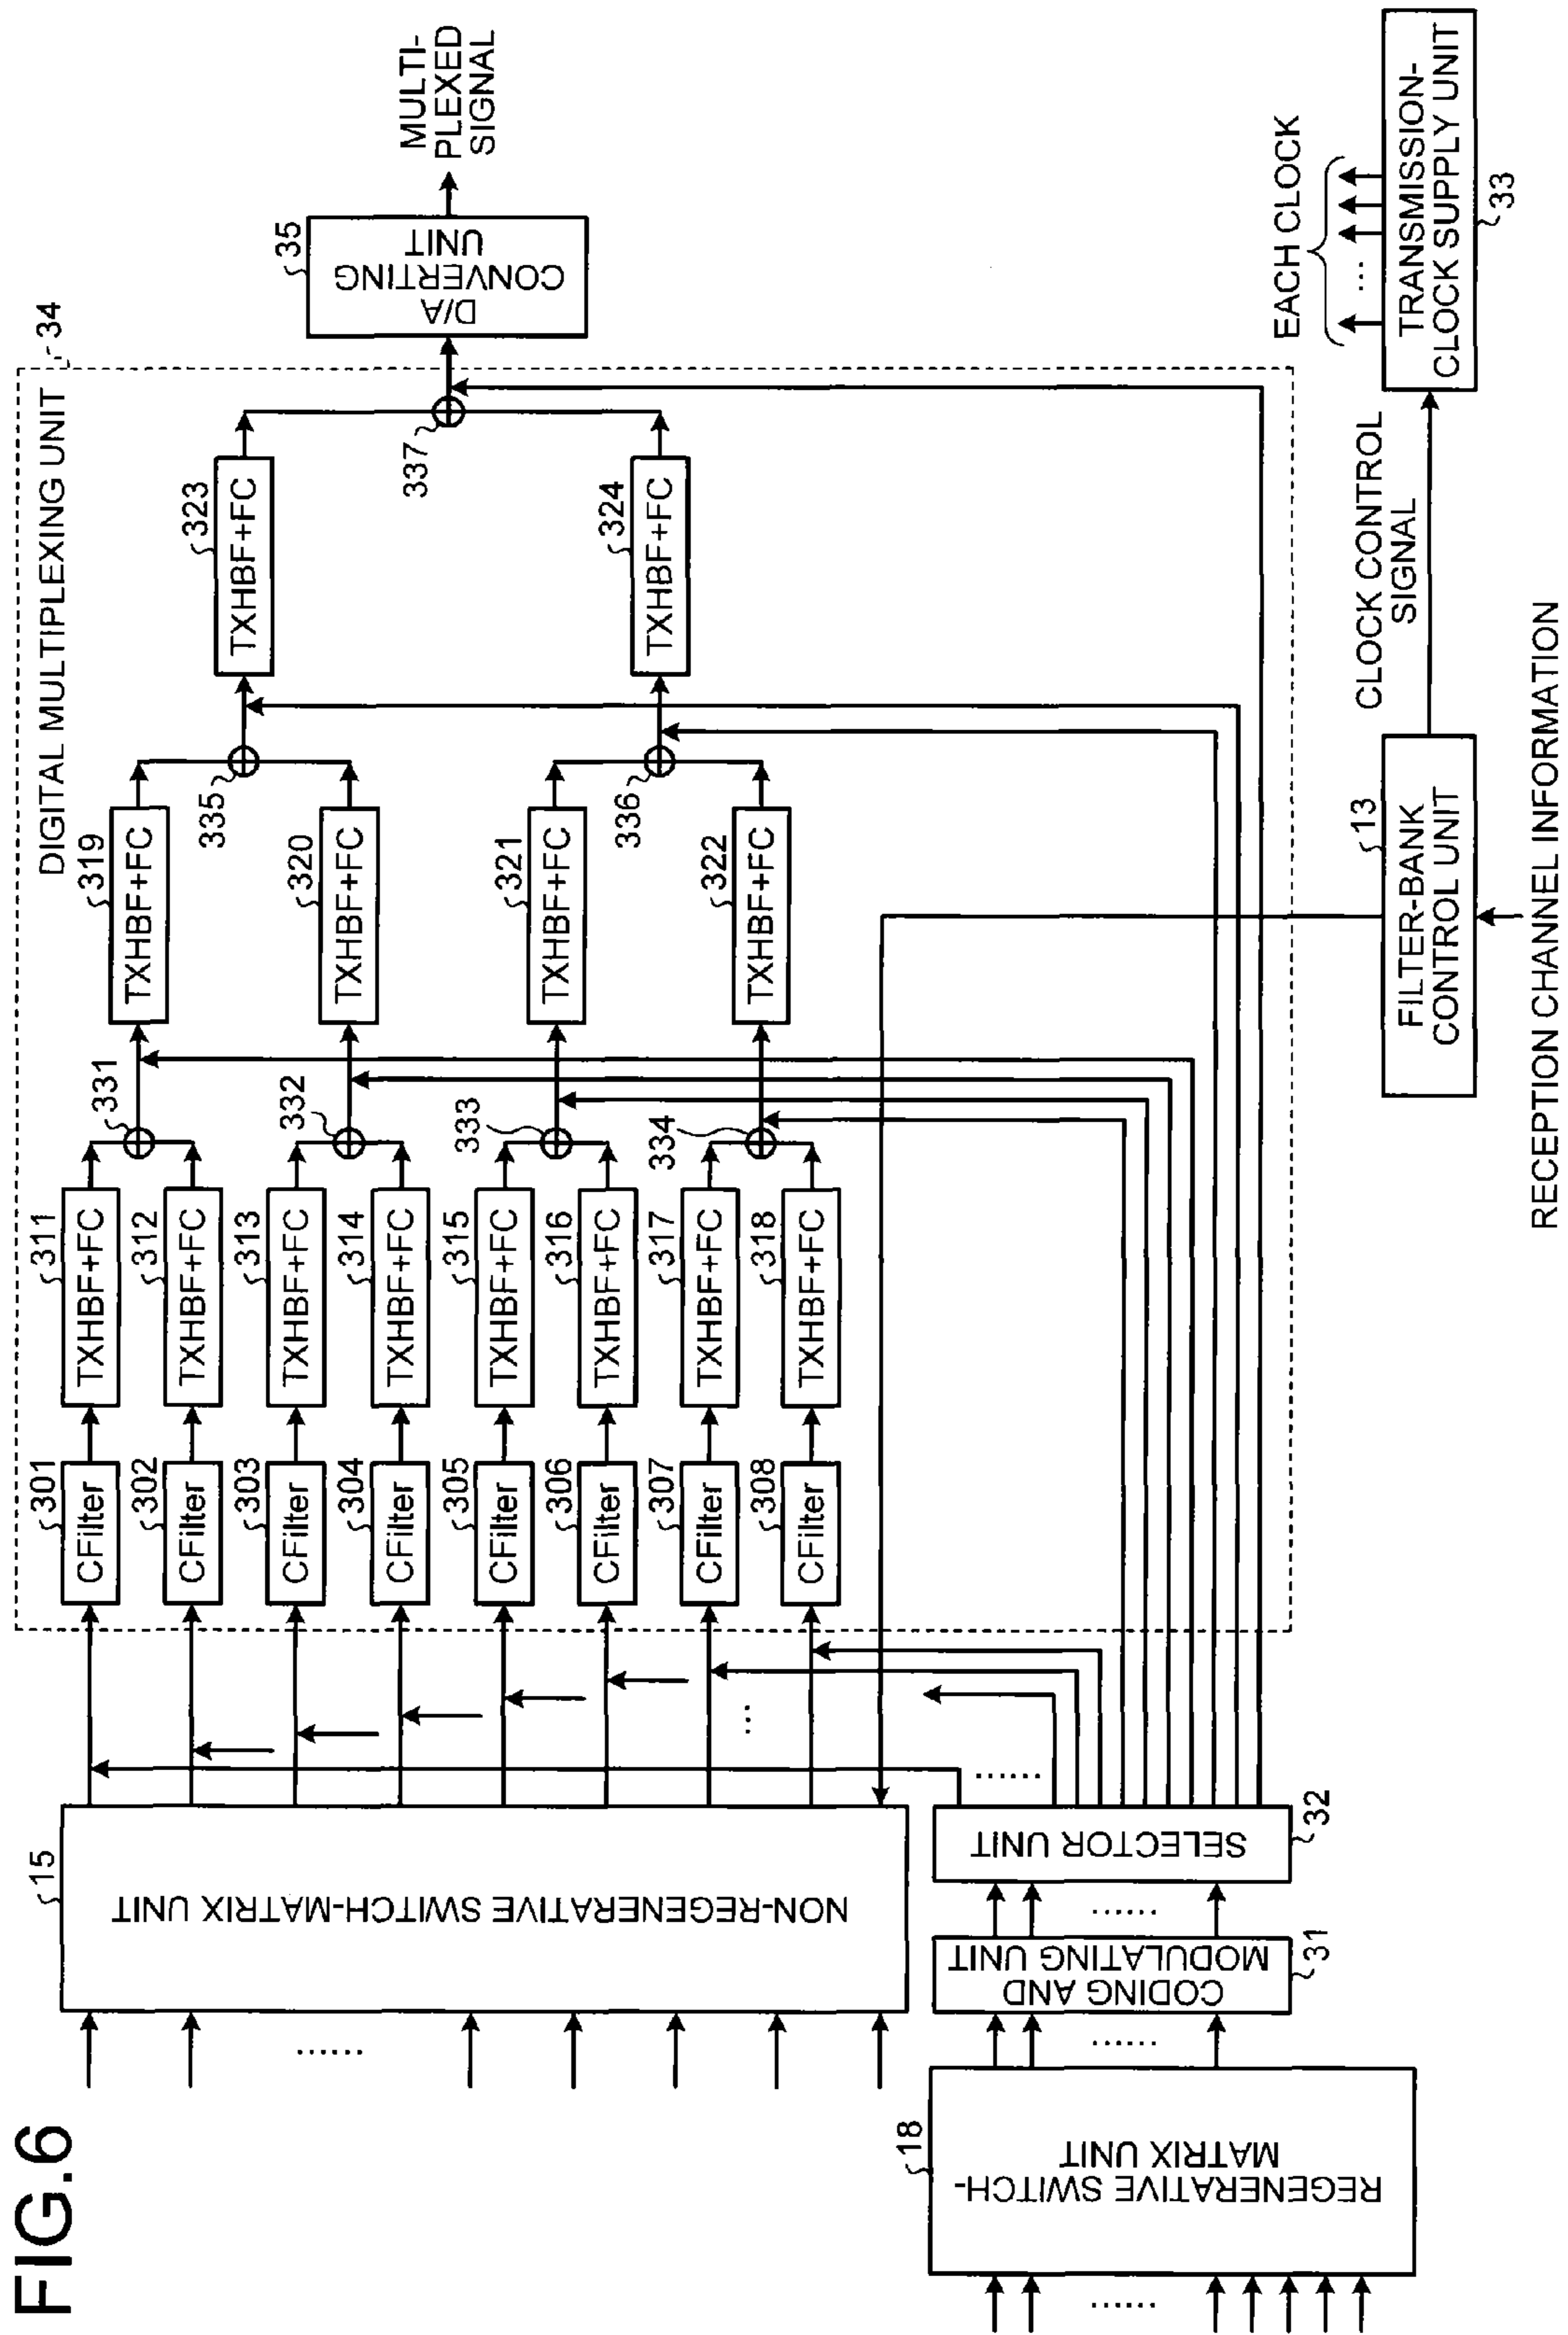 FIG.6
DIGITAL MULTIPLEXING UNIT
34
15
NON-REGENERATIVE SWITCH-MATRIX UNIT
301
CFilter
302
CFilter
303
CFilter
304
CFilter
305
CFilter
306
CFilter
307
CFilter
308
CFilter
311
TXHBF+FC
312
TXHBF+FC
313
TXHBF+FC
314
TXHBF+FC
315
TXHBF+FC
316
TXHBF+FC
317
TXHBF+FC
318
TXHBF+FC
331
332
333
334
319
TXHBF+FC
320
TXHBF+FC
321
TXHBF+FC
322
TXHBF+FC
335
336
323
TXHBF+FC
324
TXHBF+FC
337
35
D/A
CONVERTING
UNIT
MULTI-
PLEXED
SIGNAL
18
REGENERATIVE SWITCH-
MATRIX UNIT
CODING AND
MODULATING UNIT
31
SELECTOR UNIT
32
13
FILTER-BANK
CONTROL UNIT
RECEPTION CHANNEL INFORMATION
CLOCK CONTROL
SIGNAL
EACH CLOCK
TRANSMISSION-
CLOCK SUPPLY UNIT
33